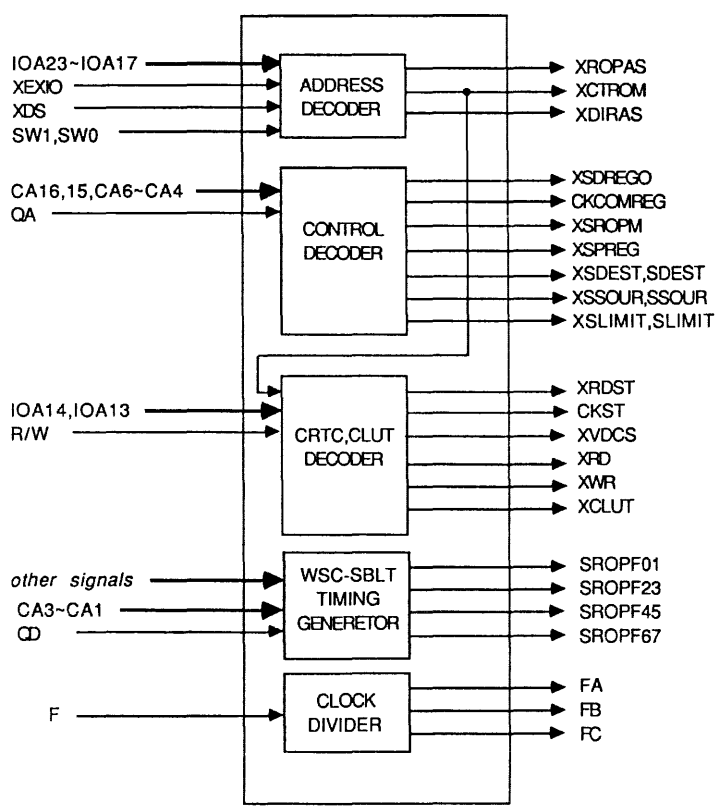 IOA23~IOA17
XEXIO
XDS
SW1,SW0
ADDRESS
DECODER
XROPAS
XCTROM
XDIRAS
CA16,15,CA6~CA4
QA
CONTROL
DECODER
XSDREGO
CKCOMREG
XSROPM
XSPREG
XSDEST,SDEST
XSSOUR,SSOUR
XSLIMIT,SLIMIT
IOA14,IOA13
R/W
CRTC,CLUT
DECODER
XRDST
CKST
XVDCS
XRD
XWR
XCLUT
other signals
CA3~CA1
QD
WSC-SBLT
TIMING
GENERETOR
SROPF01
SROPF23
SROPF45
SROPF67
F
CLOCK
DIVIDER
FA
FB
FC